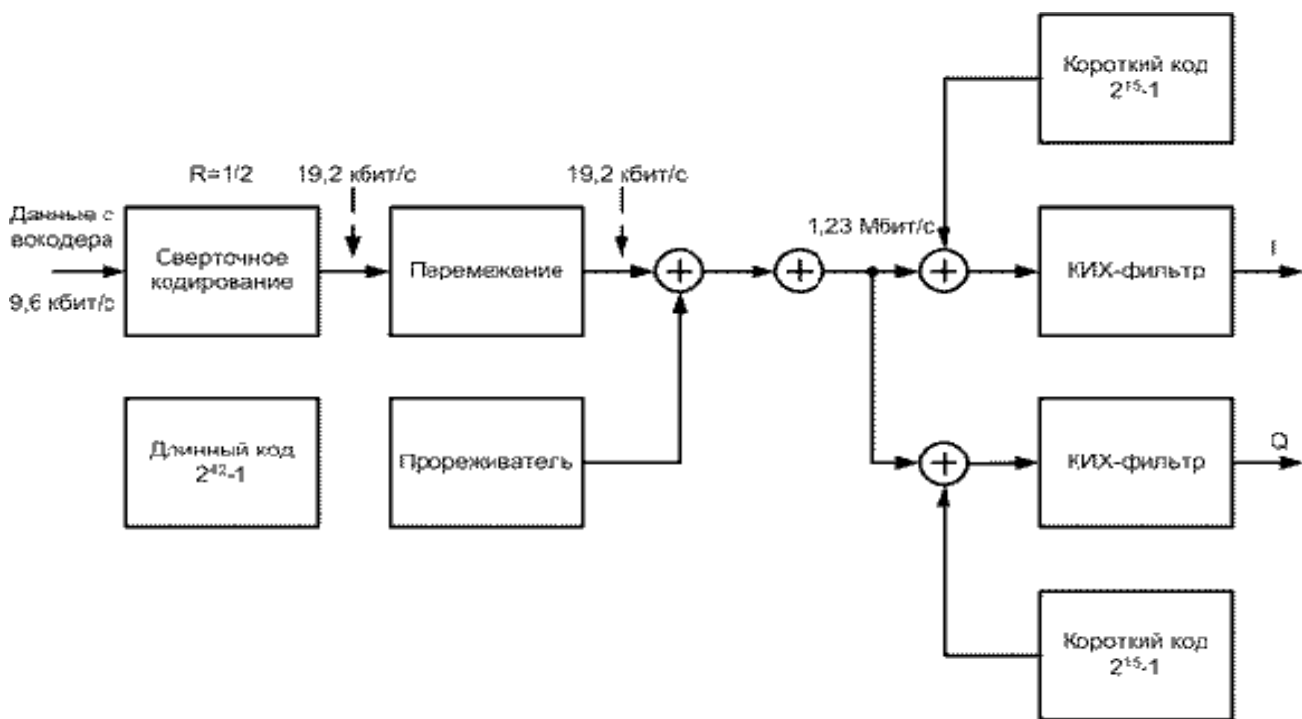 Короткий код
2¹⁵-1
R=1/2
19,2 кбит/с
19,2 кбит/с
Данные с
вокодера
9,6 кбит/с
Сверточное
кодирование
Перемежение
1,23 Мбит/с
КИХ-фильтр
I
Длинный код
2⁴²-1
Прореживатель
КИХ-фильтр
Q
Короткий код
2¹⁵-1